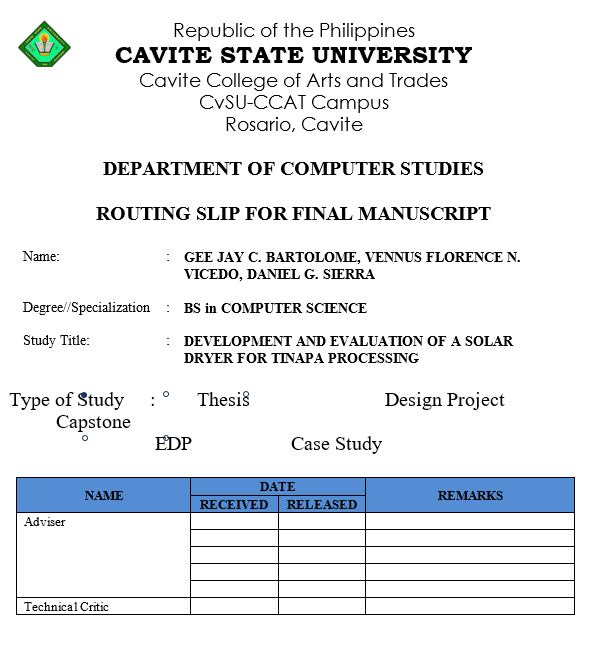 Republic of the Philippines
CAVITE STATE UNIVERSITY
Cavite College of Arts and Trades
CvSU-CCAT Campus
Rosario, Cavite
DEPARTMENT OF COMPUTER STUDIES
ROUTING SLIP FOR FINAL MANUSCRIPT
Name: : GEE JAY C. BARTOLOME, VENNUS FLORENCE N.
VICEDO, DANIEL G. SIERRA
Degree//Specialization : BS in COMPUTER SCIENCE
Study Title: : DEVELOPMENT AND EVALUATION OF A SOLAR
DRYER FOR TINAPA PROCESSING
Type of Study : Thesis Design Project
Capstone
EDP Case Study
NAME DATE REMARKS
RECEIVED RELEASED
Adviser
Technical Critic